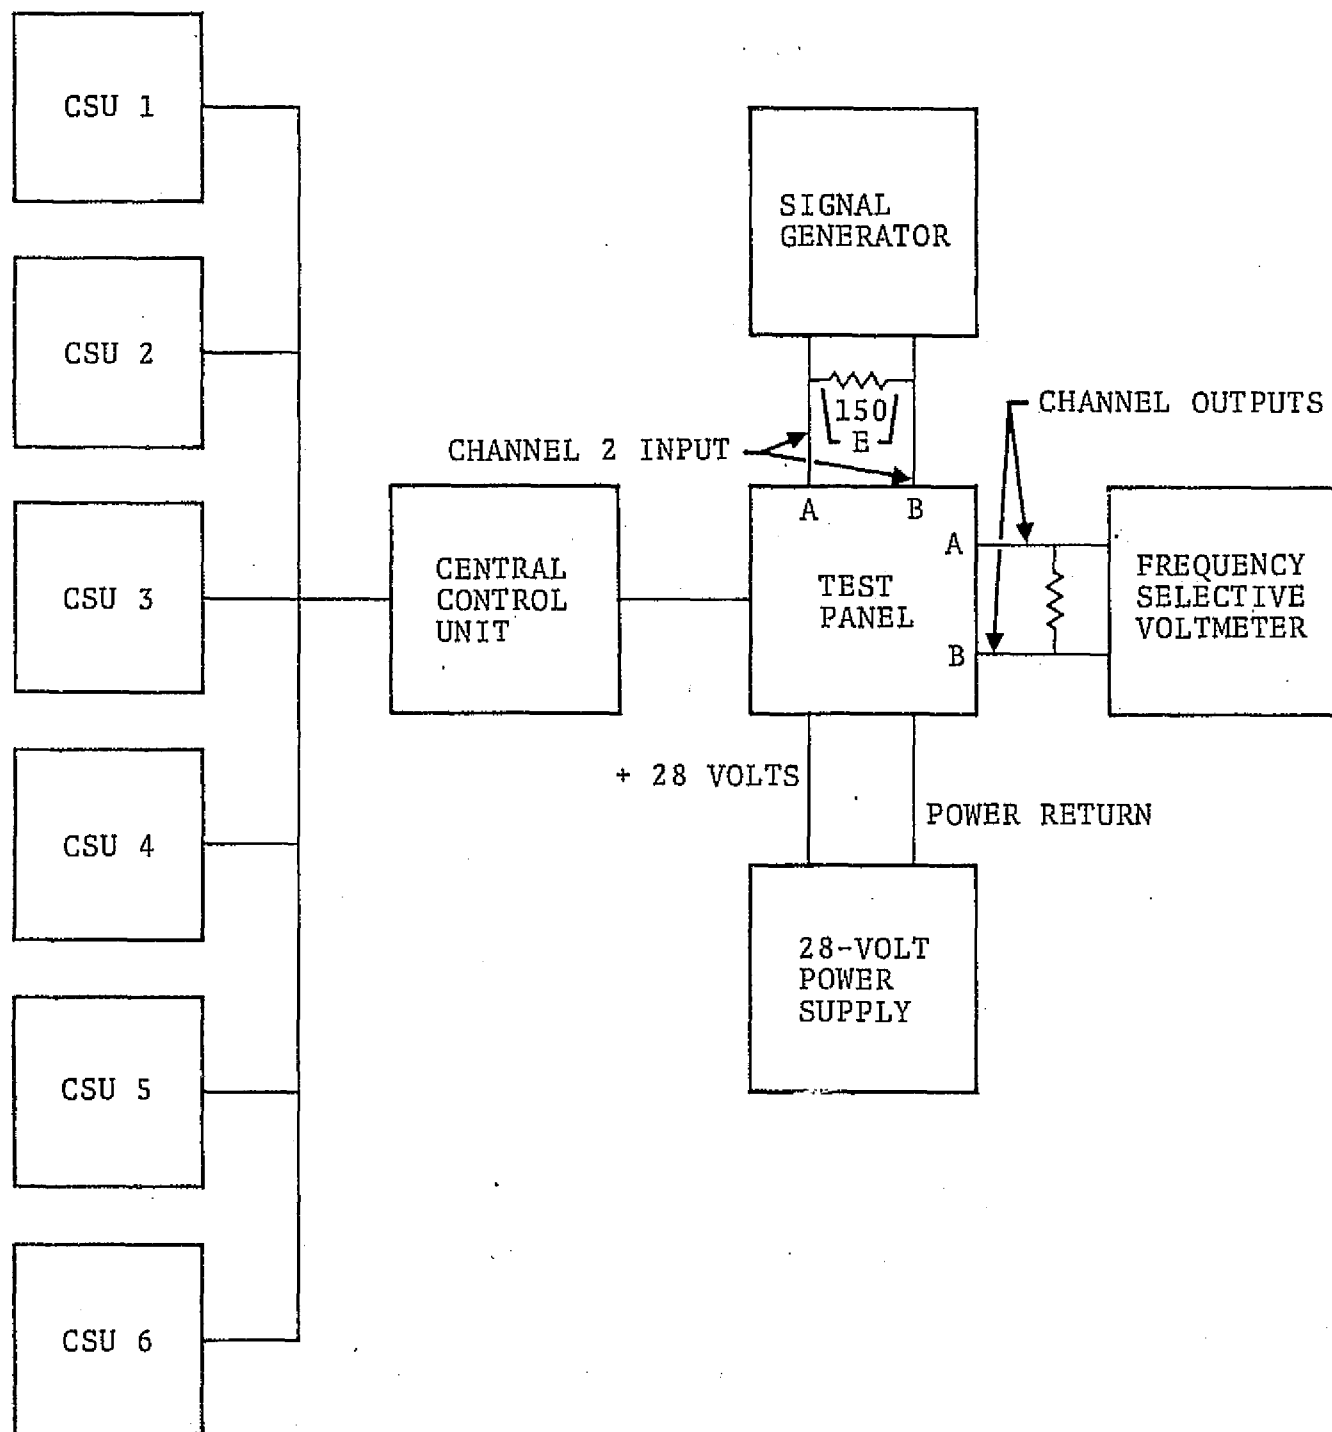 CSU 1
CSU 2
CSU 3
CSU 4
CSU 5
CSU 6
CENTRAL
CONTROL
UNIT
SIGNAL
GENERATOR
150
E
CHANNEL 2 INPUT
CHANNEL OUTPUTS
A B
A
B
TEST
PANEL
FREQUENCY
SELECTIVE
VOLTMETER
+ 28 VOLTS
POWER RETURN
28-VOLT
POWER
SUPPLY